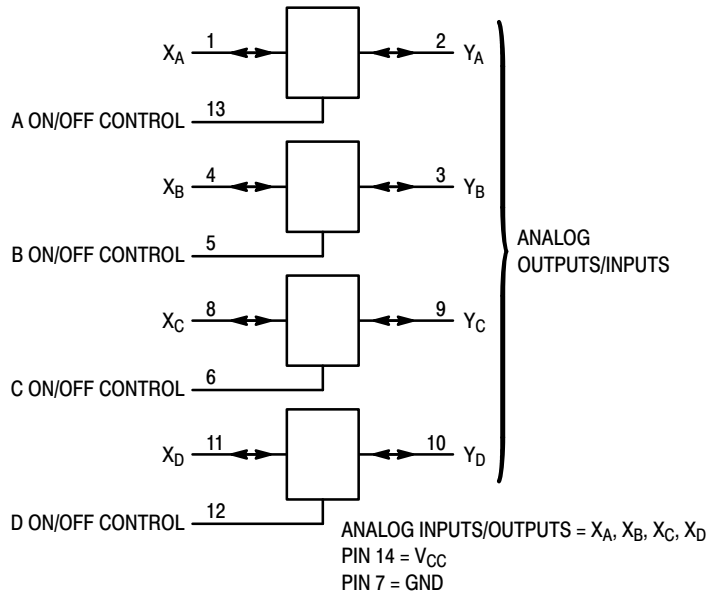 X_A 1 2 Y_A
A ON/OFF CONTROL 13
X_B 4 3 Y_B
B ON/OFF CONTROL 5
ANALOG
OUTPUTS/INPUTS
X_C 8 9 Y_C
C ON/OFF CONTROL 6
X_D 11 10 Y_D
D ON/OFF CONTROL 12
ANALOG INPUTS/OUTPUTS = X_A, X_B, X_C, X_D
PIN 14 = V_CC
PIN 7 = GND